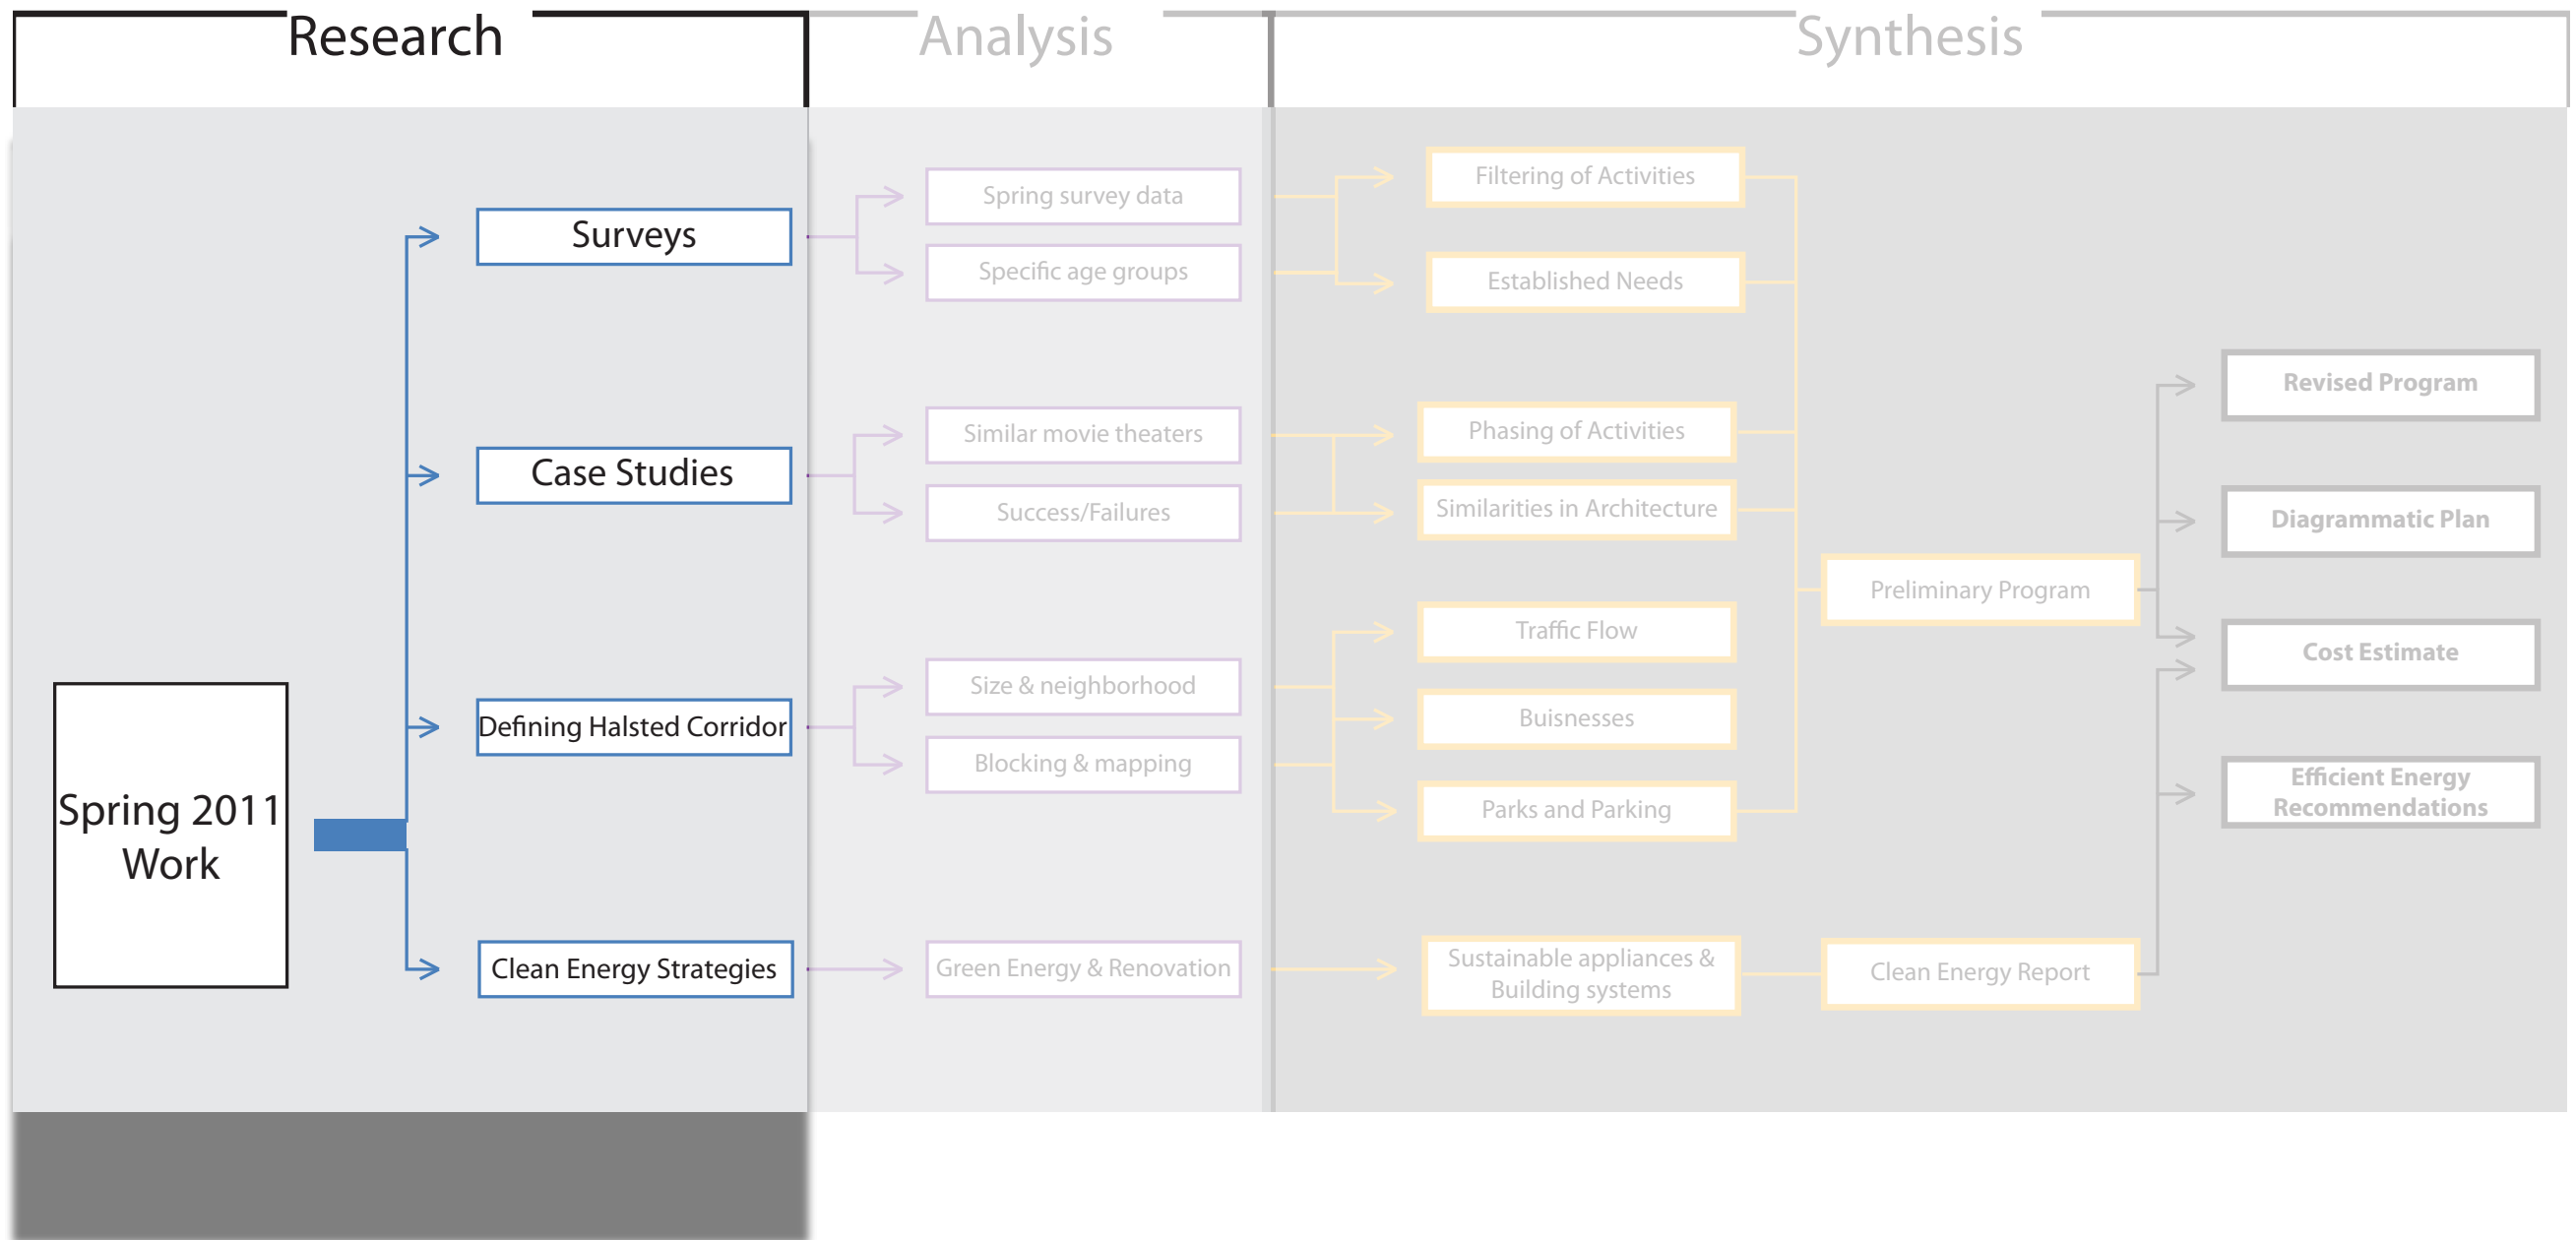 Research
Analysis
Synthesis
Spring 2011
Work
Surveys
Case Studies
Defining Halsted Corridor
Clean Energy Strategies
Spring survey data
Specific age groups
Similar movie theaters
Success/Failures
Size & neighborhood
Blocking & mapping
Green Energy & Renovation
Filtering of Activities
Established Needs
Phasing of Activities
Similarities in Architecture
Traffic Flow
Buisnesses
Parks and Parking
Sustainable appliances &
Building systems
Preliminary Program
Clean Energy Report
Revised Program
Diagrammatic Plan
Cost Estimate
Efficient Energy
Recommendations